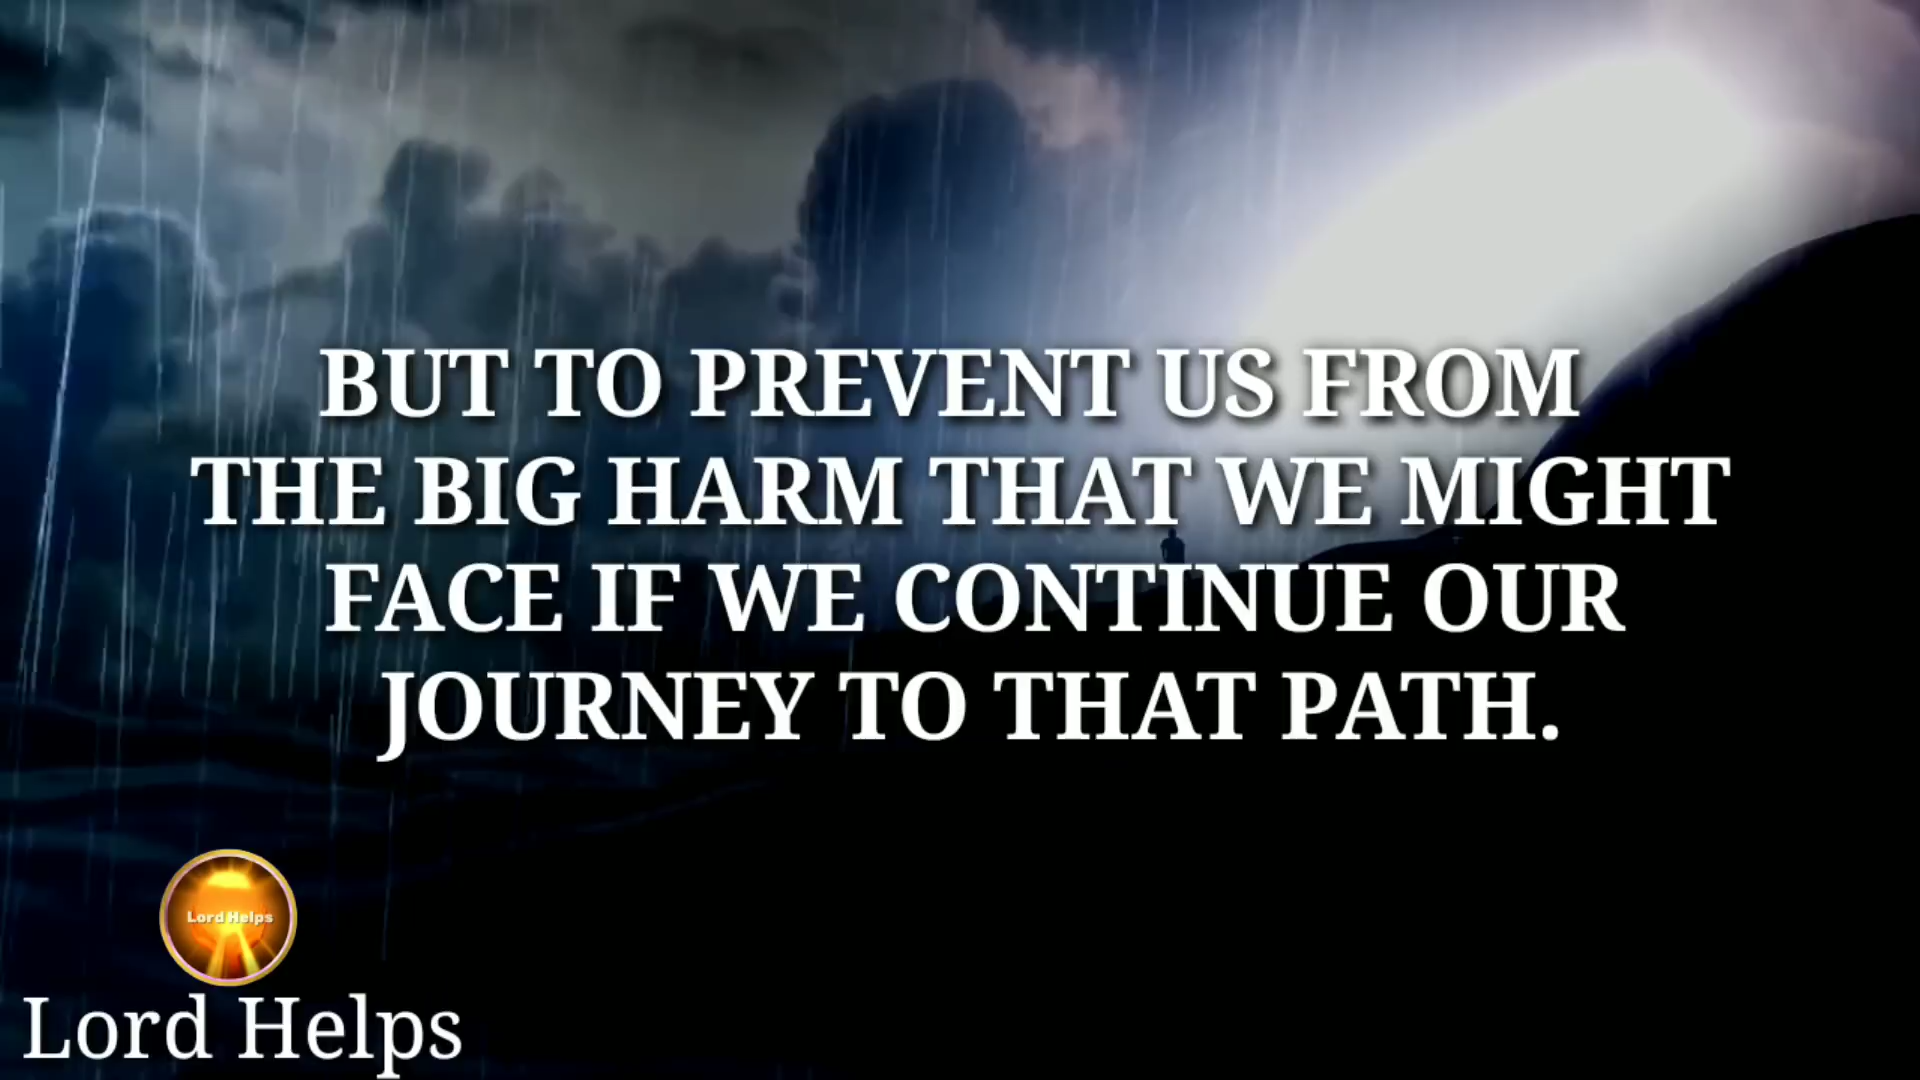 BUT TO PREVENT US FROM
THE BIG HARM THAT WE MIGHT
FACE IF WE CONTINUE OUR
JOURNEY TO THAT PATH.
Lord Helps
Lord Helps